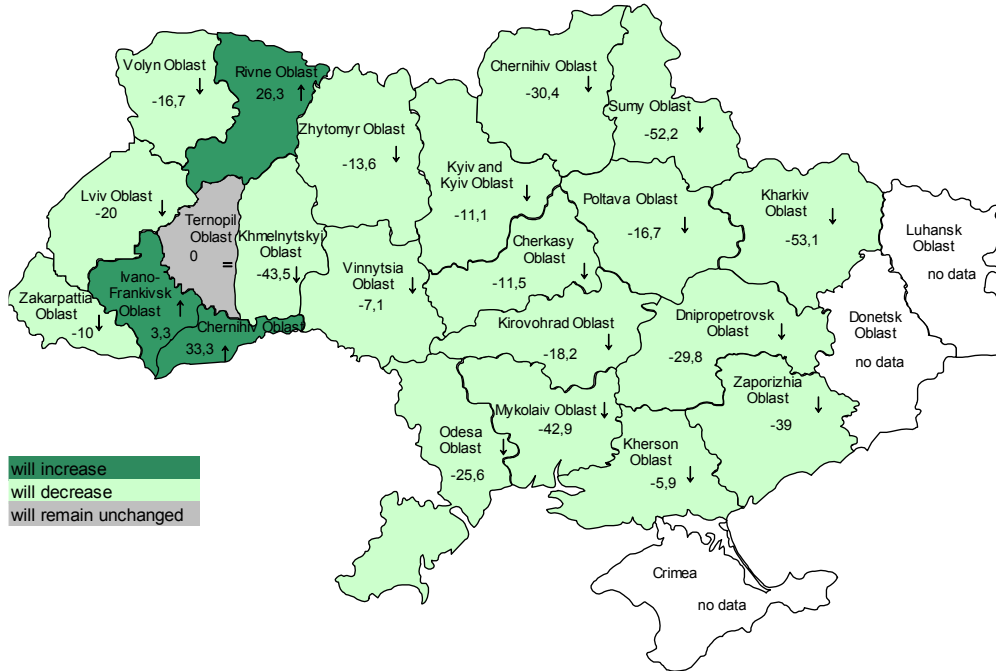 Volyn Oblast
-16,7
Rivne Oblast
26,3
Zhytomyr Oblast
-13,6
Chernihiv Oblast
-30,4
Sumy Oblast
-52,2
Kyiv and
Kyiv Oblast
-11,1
Lviv Oblast
-20
Ternopil
Oblast
0 =
Khmelnytskyi
Oblast
-43,5
Poltava Oblast
-16,7
Kharkiv
Oblast
-53,1
Luhansk
Oblast
no data
Cherkasy
Oblast
-11,5
Vinnytsia
Oblast
-7,1
Ivano-
Frankivsk
Oblast
3,3
Zakarpattia
Oblast
-10
Chernihiv Oblast
33,3
Kirovohrad Oblast
-18,2
Dnipropetrovsk
Oblast
-29,8
Donetsk
Oblast
no data
Zaporizhia
Oblast
-39
Mykolaiv Oblast
-42,9
Odesa
Oblast
-25,6
Kherson
Oblast
-5,9
will increase
will decrease
will remain unchanged
Crimea
no data